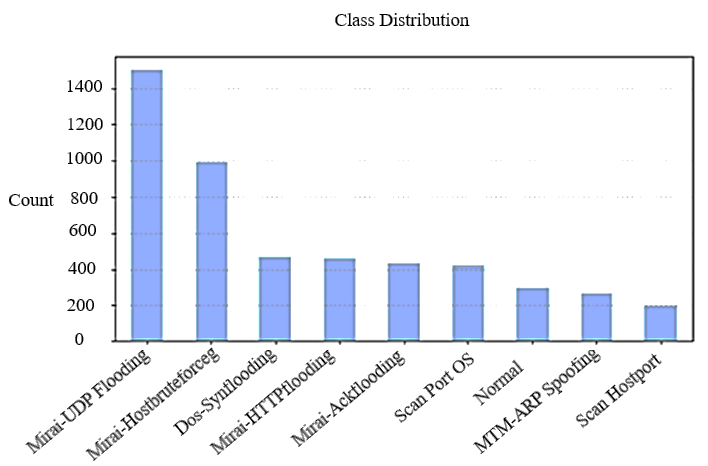 Class Distribution
1400
1200
1000
800
600
400
200
0
Count
Mirai-UDP Flooding
Mirai-Hostbruteforceg
Dos-Synflooding
Mirai-HTTPflooding
Mirai-Ackflooding
Scan Port OS
Normal
MTM-ARP Spoofing
Scan Hostport